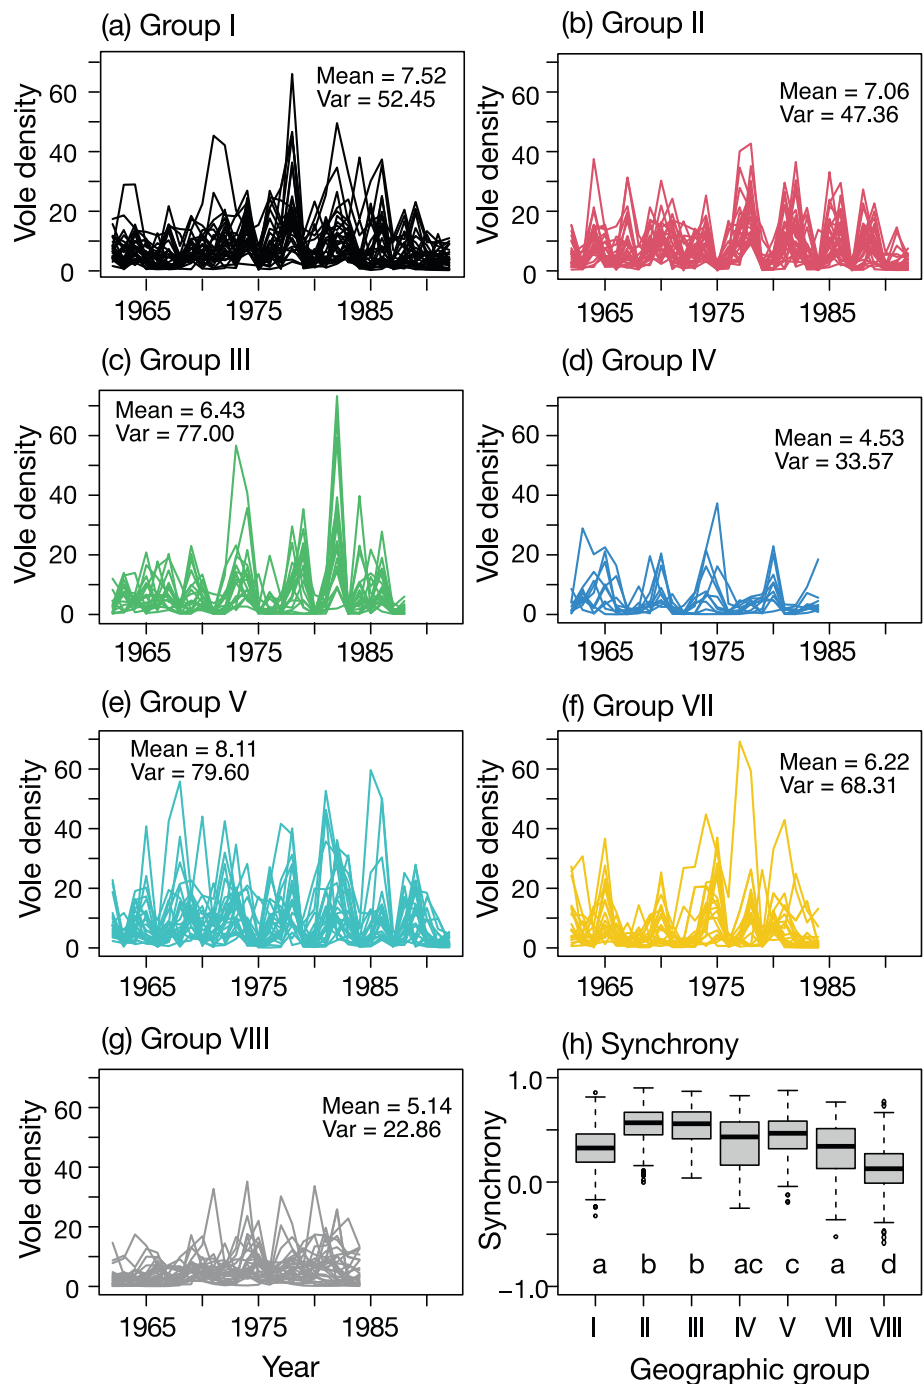 (a) Group I
Vole density
60
40
20
0
Mean = 7.52
Var = 52.45
1965 1975 1985
(b) Group II
Vole density
60
40
20
0
Mean = 7.06
Var = 47.36
1965 1975 1985
(c) Group III
Vole density
60
40
20
0
Mean = 6.43
Var = 77.00
1965 1975 1985
(d) Group IV
Vole density
60
40
20
0
Mean = 4.53
Var = 33.57
1965 1975 1985
(e) Group V
Vole density
60
40
20
0
Mean = 8.11
Var = 79.60
1965 1975 1985
(f) Group VII
Vole density
60
40
20
0
Mean = 6.22
Var = 68.31
1965 1975 1985
(g) Group VIII
Vole density
60
40
20
0
Mean = 5.14
Var = 22.86
1965 1975 1985
Year
(h) Synchrony
Synchrony
1.0
0.0
−1.0
a b b ac c a d
I II III IV V VII VIII
Geographic group